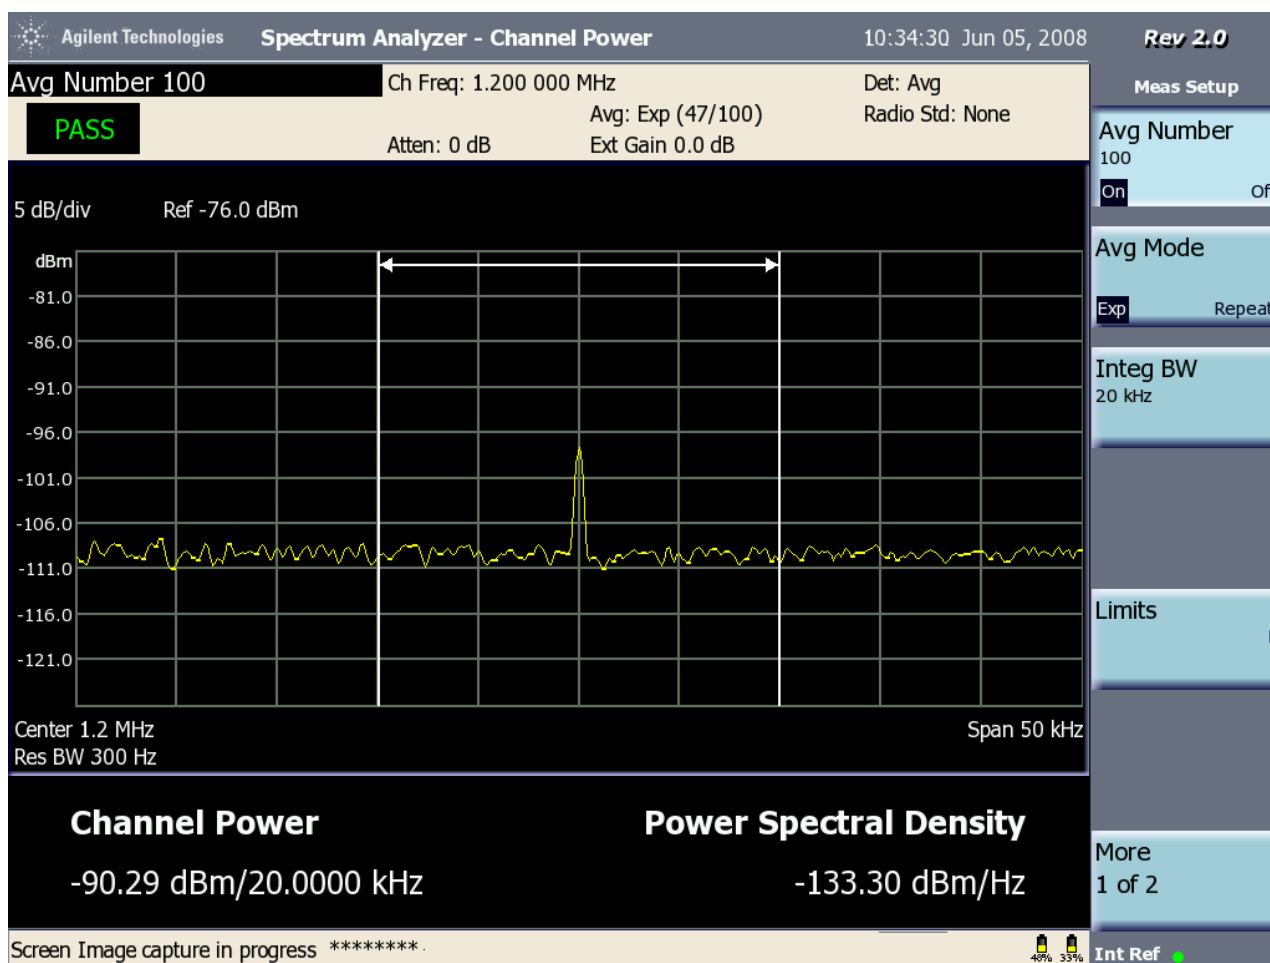 Agilent Technologies Spectrum Analyzer - Channel Power 10:34:30 Jun 05, 2008 Rev 2.0
Avg Number 100 Ch Freq: 1.200 000 MHz Det: Avg
PASS Avg: Exp (47/100) Radio Std: None
Atten: 0 dB Ext Gain 0.0 dB
5 dB/div Ref -76.0 dBm
dBm
-81.0
-86.0
-91.0
-96.0
-101.0
-106.0
-111.0
-116.0
-121.0
Center 1.2 MHz Span 50 kHz
Res BW 300 Hz
Channel Power Power Spectral Density
-90.29 dBm/20.0000 kHz -133.30 dBm/Hz
Screen Image capture in progress ********
48% 33%
Meas Setup
Avg Number
100
On Of
Avg Mode
Exp Repeat
Integ BW
20 kHz
Limits
More
1 of 2
Int Ref